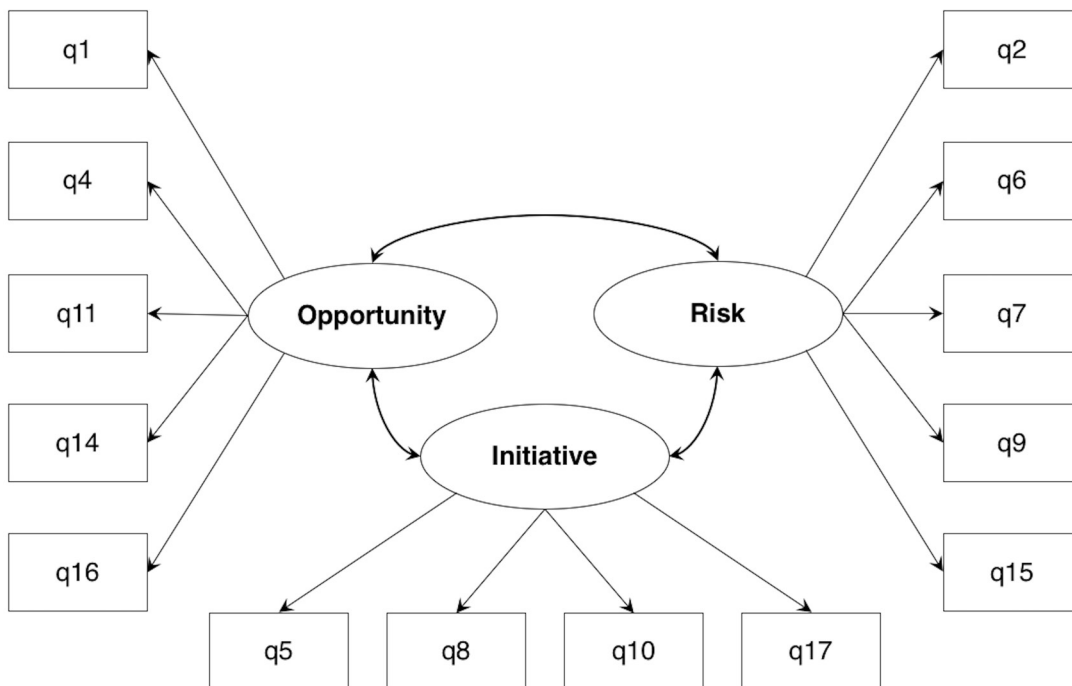 q1
q2
q4
q6
q11
Opportunity
Risk
q7
q14
Initiative
q9
q16
q15
q5
q8
q10
q17